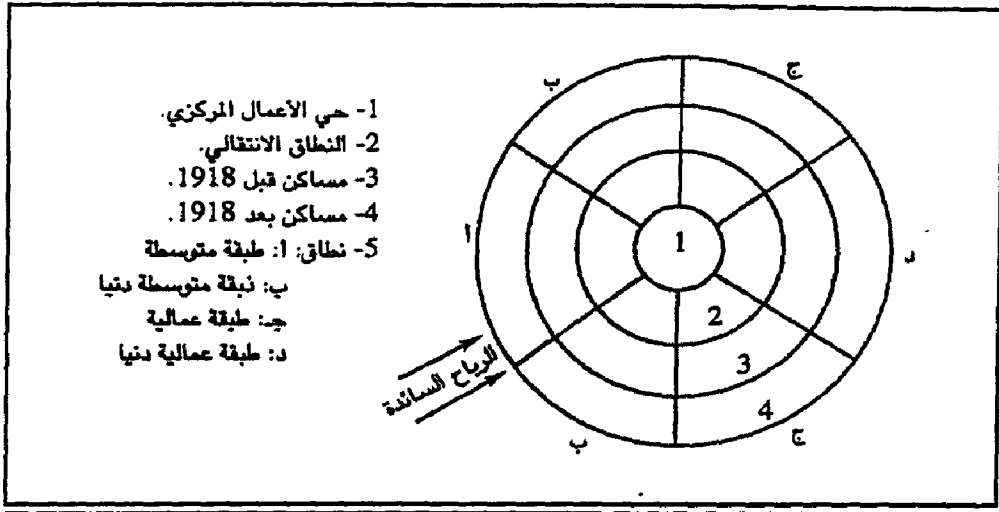 1- حي الأعمال المركزي.
2- النطاق الانتقالي.
3- مساكن قبل 1918.
4- مساكن بعد 1918.
5- نطاق: ا: طبقة متوسطة
ب: نبقة متوسطة دنيا
جـ: طبقة عمالية
د: طبقة عمالية دنيا
ب
ج
ا
د
1
2
3
4
ب
ج
الرياح السائدة